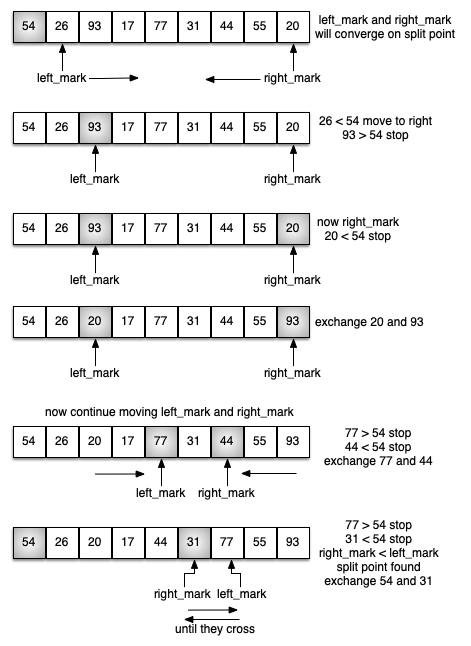 54 26 93 17 77 31 44 55 20
left_mark and right_mark
will converge on split point
left_mark right_mark
54 26 93 17 77 31 44 55 20
26 < 54 move to right
93 > 54 stop
left_mark right_mark
54 26 93 17 77 31 44 55 20
now right_mark
20 < 54 stop
left_mark right_mark
54 26 20 17 77 31 44 55 93
exchange 20 and 93
left_mark right_mark
now continue moving left_mark and right_mark
54 26 20 17 77 31 44 55 93
77 > 54 stop
44 < 54 stop
exchange 77 and 44
left_mark right_mark
54 26 20 17 44 31 77 55 93
77 > 54 stop
31 < 54 stop
right_mark < left_mark
split point found
exchange 54 and 31
right_mark left_mark
until they cross